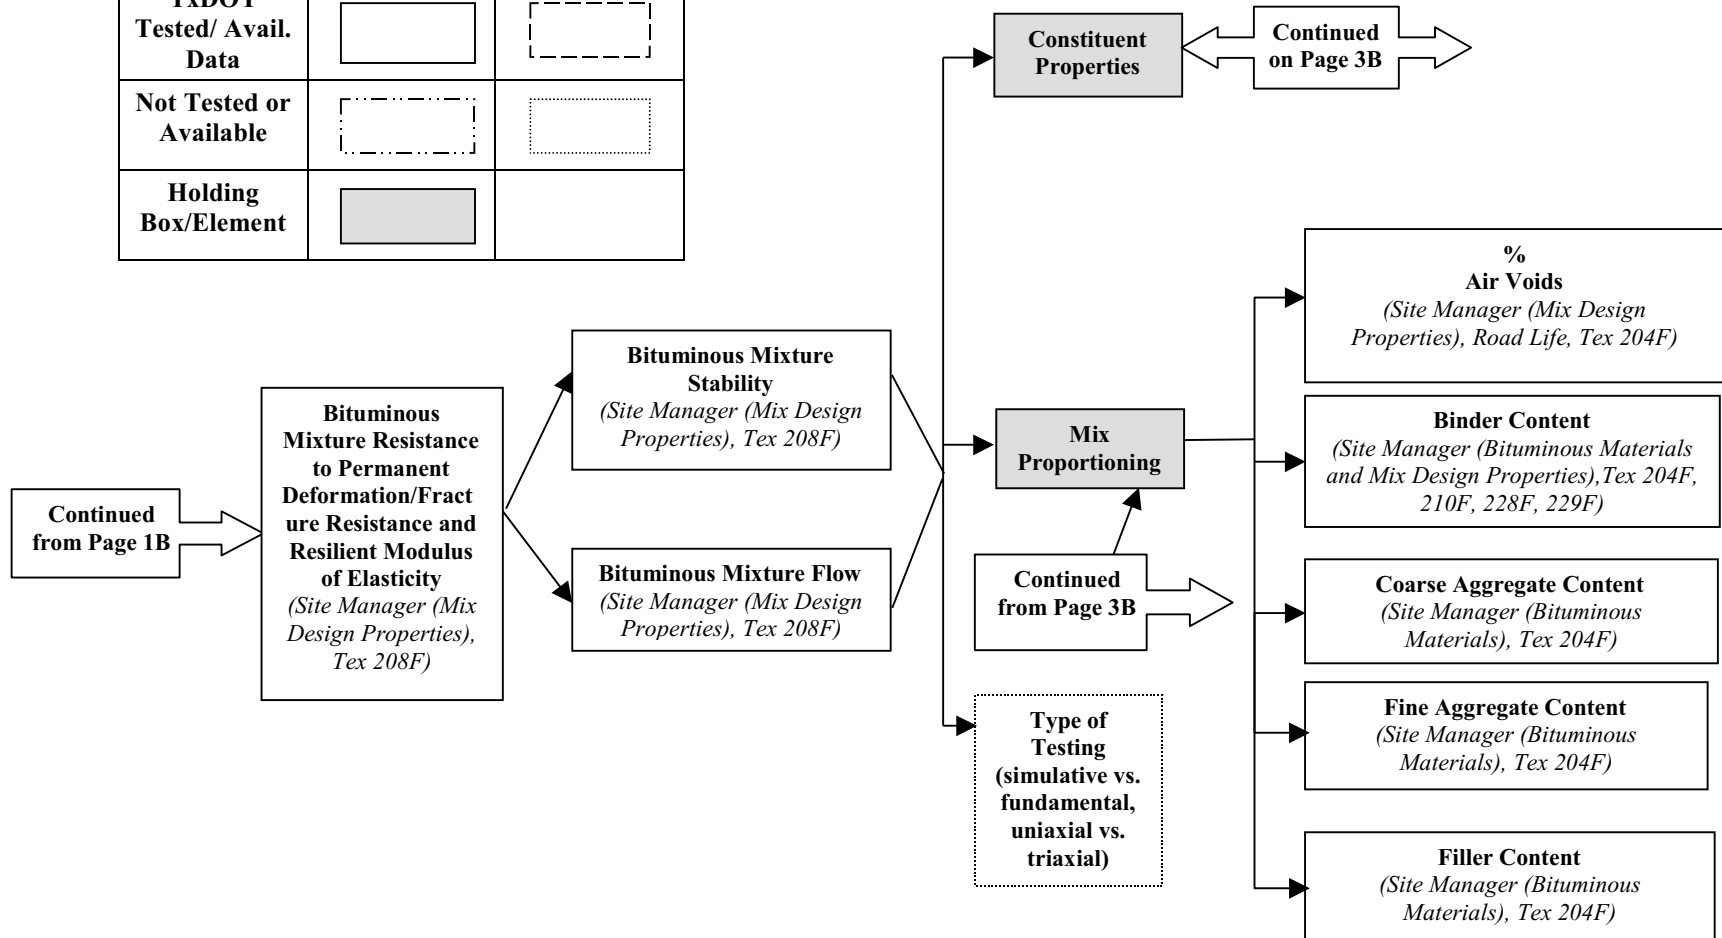 TxDOT
Tested/ Avail.
Data
Not Tested or
Available
Holding
Box/Element
Constituent
Properties
Continued
on Page 3B
Continued
from Page 1B
Bituminous
Mixture Resistance
to Permanent
Deformation/Fract
ure Resistance and
Resilient Modulus
of Elasticity
(Site Manager (Mix
Design Properties),
Tex 208F)
Bituminous Mixture
Stability
(Site Manager (Mix Design
Properties), Tex 208F)
Bituminous Mixture Flow
(Site Manager (Mix Design
Properties), Tex 208F)
Mix
Proportioning
Continued
from Page 3B
Type of
Testing
(simulative vs.
fundamental,
uniaxial vs.
triaxial)
%
Air Voids
(Site Manager (Mix Design
Properties), Road Life, Tex 204F)
Binder Content
(Site Manager (Bituminous Materials
and Mix Design Properties),Tex 204F,
210F, 228F, 229F)
Coarse Aggregate Content
(Site Manager (Bituminous
Materials), Tex 204F)
Fine Aggregate Content
(Site Manager (Bituminous
Materials), Tex 204F)
Filler Content
(Site Manager (Bituminous
Materials), Tex 204F)